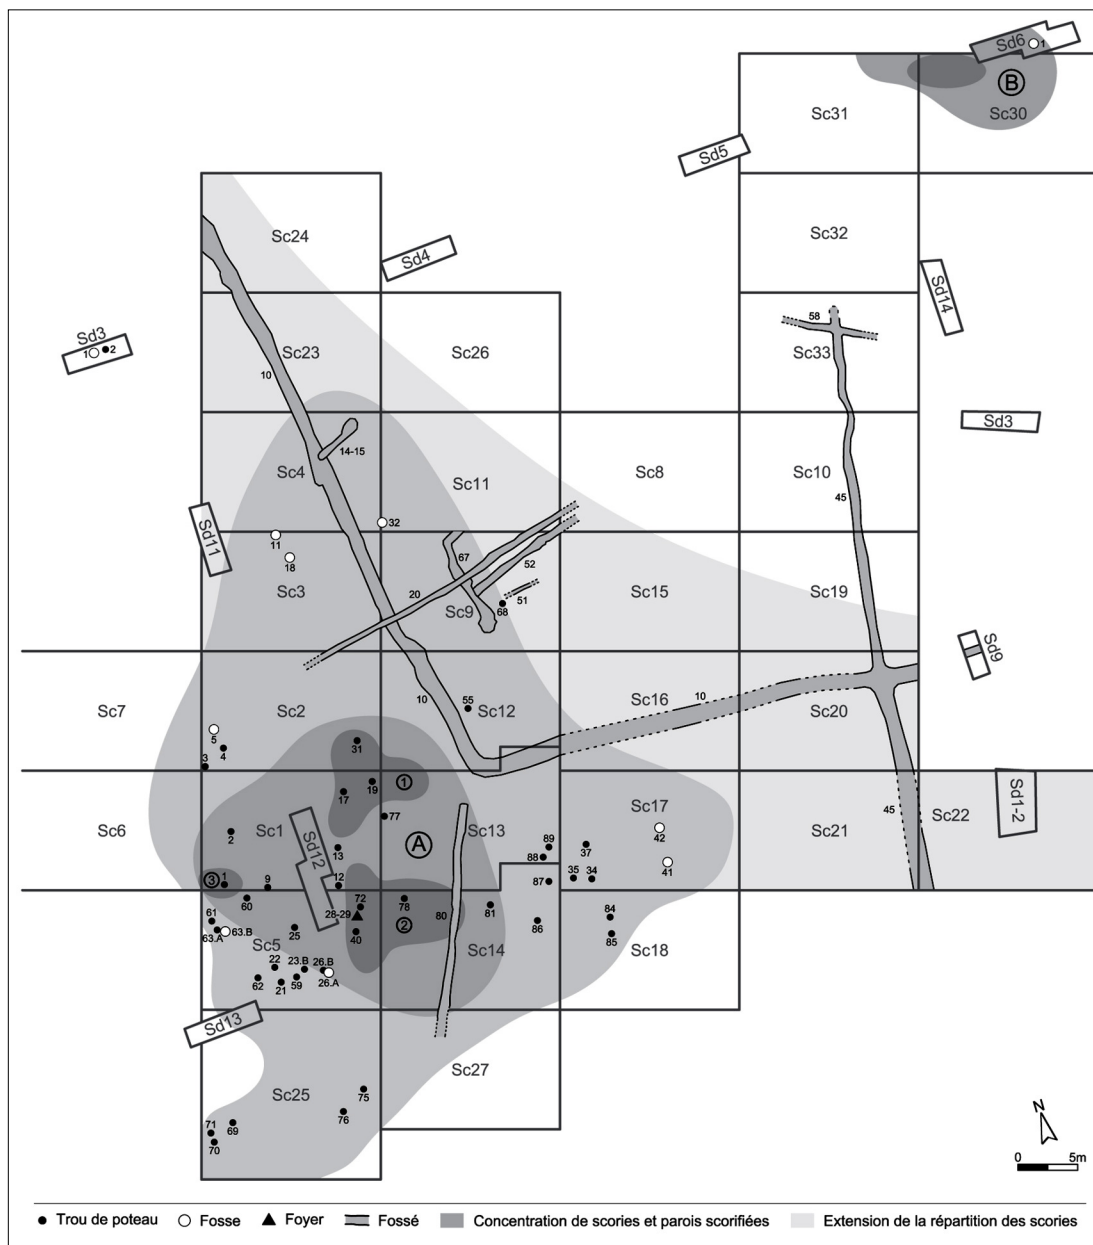 Sd6
1
B
Sc30
Sc31
Sd5
Sc24
Sc32
Sd4
Sd14
Sd3
1 2
Sc23
10
Sc26
58
Sc33
Sd3
14-15
Sc4
Sc11
Sc8
Sc10
45
32
Sd11
11
18
67
52
Sc3
20
Sc9
51
68
Sc15
Sc19
Sd9
Sc7
Sc2
5
4
3
10
55
Sc12
Sc16
10
Sc20
31
1
17
19
77
Sc6
Sc1
2
Sd12
13
A
Sc13
89
88
37
Sc17
42
41
Sc21
45
Sc22
Sd1-2
3
1
9
12
87
35
34
60
72
78
61
63.A
63.B
28-29
2
80
81
84
Sc5
25
40
86
85
Sc14
Sc18
22
23.B
26.B
62
21
59
26.A
Sd13
Sc27
Sc25
75
76
71
69
70
N
0 5m
Trou de poteau Fosse Foyer Fossé Concentration de scories et parois scorifiées Extension de la répartition des scories